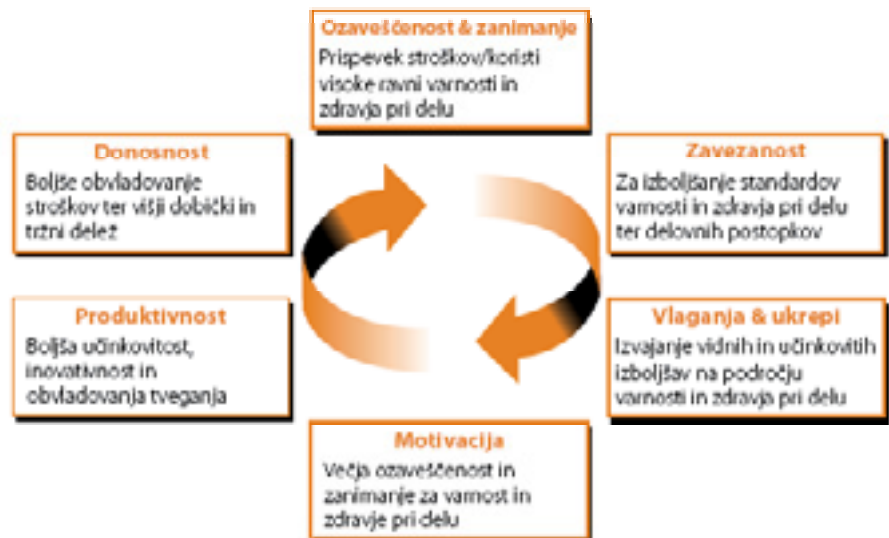 Ozaveščenost & zanimanje
Prispevek stroškov/koristi
visoke ravni varnosti in
zdravja pri delu
Zavezanost
Za izboljšanje standardov
varnosti in zdravja pri delu
ter delovnih postopkov
Vlaganja & ukrepi
Izvajanje vidnih in učinkovitih
izboljšav na področju
varnosti in zdravja pri delu
Motivacija
Večja ozaveščenost in
zanimanje za varnost in
zdravje pri delu
Produktivnost
Boljša učinkovitost,
inovativnost in
obvladovanja tveganja
Donosnost
Boljše obvladovanje
stroškov ter višji dobički in
tržni delež